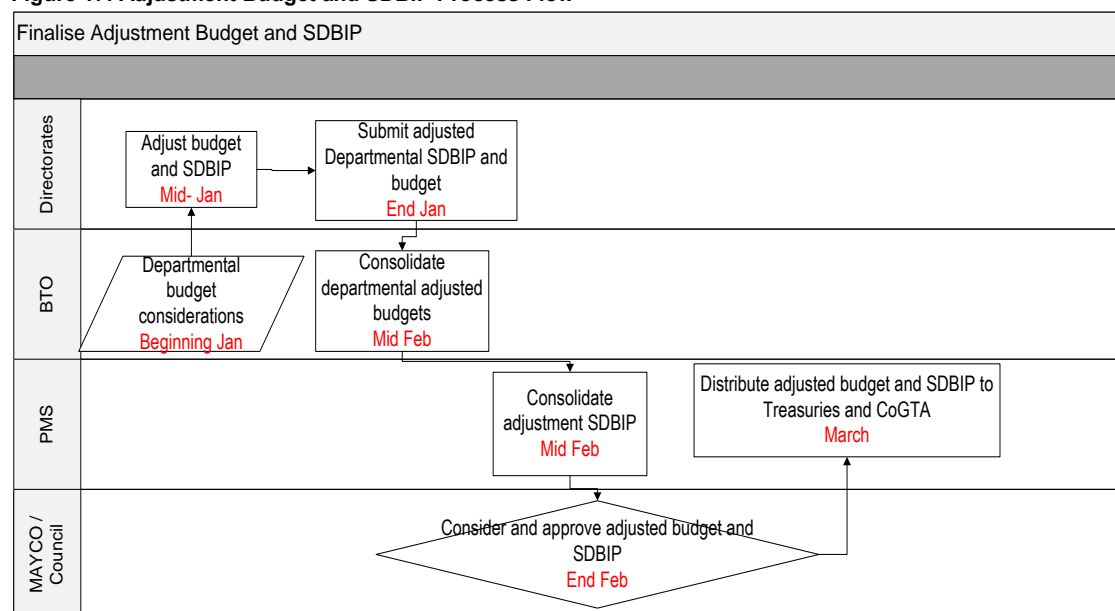 Finalise Adjustment Budget and SDBIP
Directorates
Adjust budget
and SDBIP
Mid- Jan
Submit adjusted
Departmental SDBIP and
budget
End Jan
BTO
Departmental
budget
considerations
Beginning Jan
Consolidate
departmental adjusted
budgets
Mid Feb
PMS
Consolidate
adjustment SDBIP
Mid Feb
Distribute adjusted budget and SDBIP to
Treasuries and CoGTA
March
MAYCO /
Council
Consider and approve adjusted budget and
SDBIP
End Feb